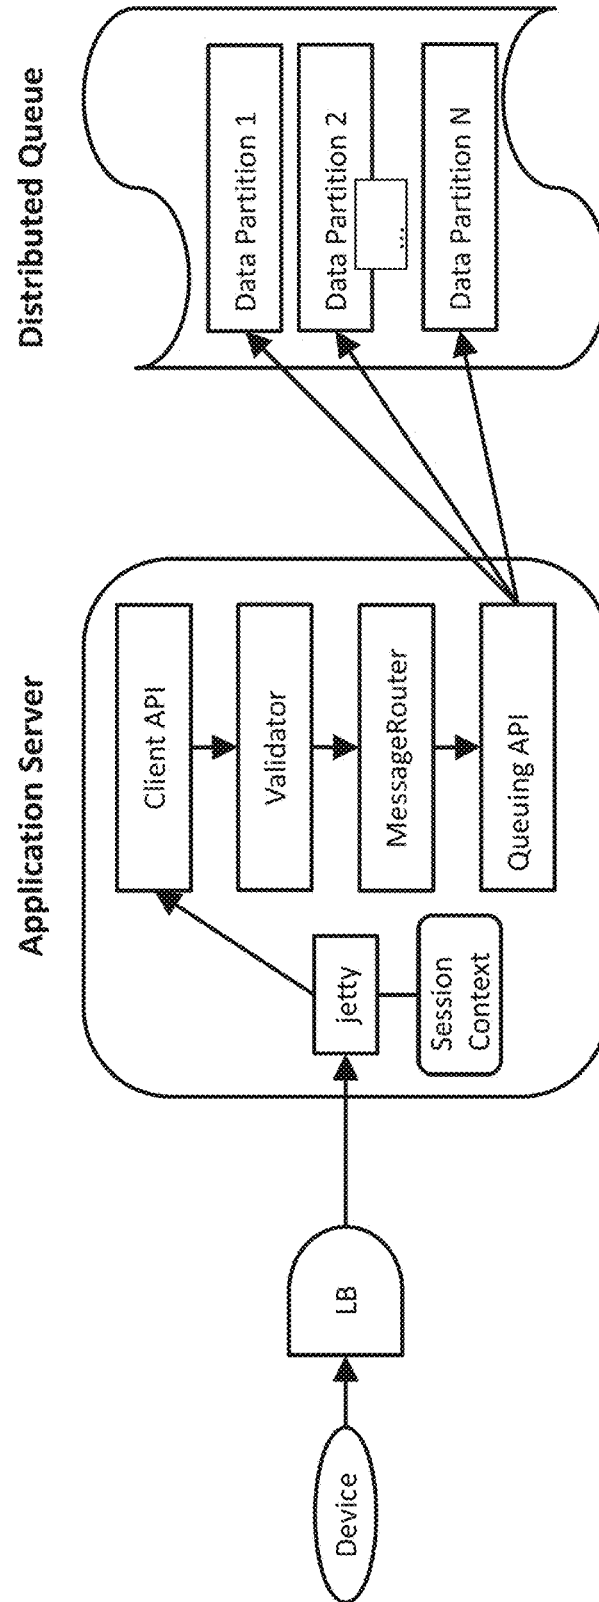 Device
LB
Application Server
jetty
Session
Context
Client API
Validator
MessageRouter
Queuing API
Distributed Queue
Data Partition 1
Data Partition 2
...
Data Partition N